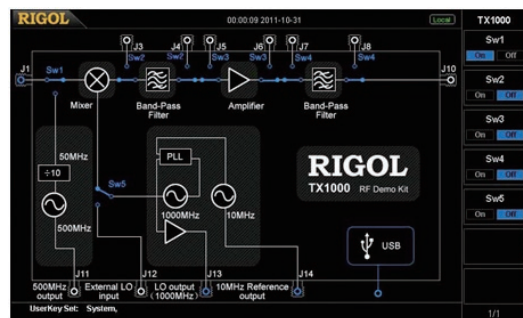 RIGOL
00:00:09 2011-10-31
Local
TX1000
J3
J4
J5
J6
J7
J8
Sw2
Sw2
Sw3
Sw3
Sw4
Sw4
J1
Sw1
J10
Mixer
Band-Pass
Filter
Amplifier
Band-Pass
Filter
50MHz
÷10
500MHz
Sw5
PLL
1000MHz
10MHz
RIGOL
TX1000 RF Demo Kit
USB
J11
J12
J13
J14
500MHz
output
External LO
input
LO output
(1000MHz)
10MHz Reference
output
UserKey Set: System,
Sw1
On Off
Sw2
On Off
Sw3
On Off
Sw4
On Off
Sw5
On Off
1/1